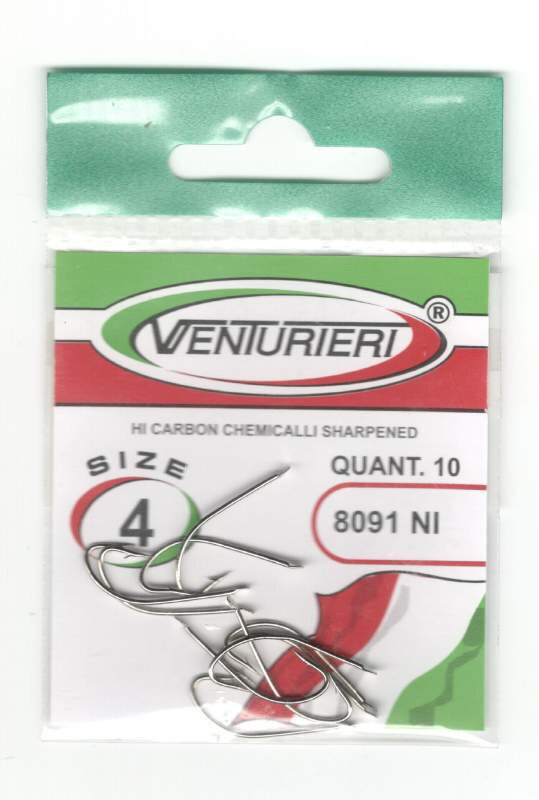 VENTURIERI®
HI CARBON CHEMICALLI SHARPENED
SIZE
4
QUANT. 10
8091 NI